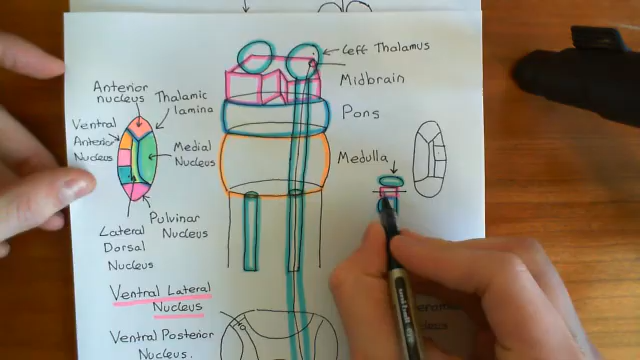 Left Thalamus
Midbrain
Pons
Medulla
Anterior
nucleus
Thalamic
lamina
Ventral
Anterior
Nucleus
Medial
Nucleus
Pulvinar
Nucleus
Lateral
Dorsal
Nucleus
Ventral Lateral
Nucleus
Ventral Posterior
Nucleus.